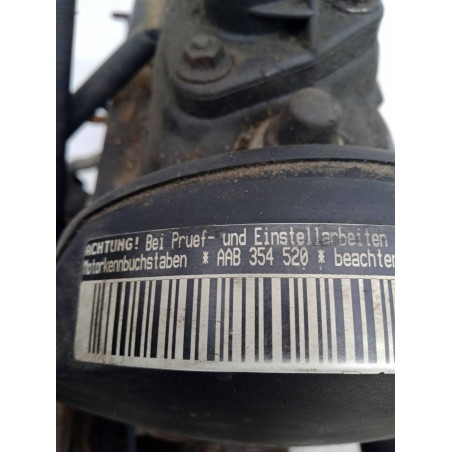 ACHTUNG! Bei Pruef- und Einstellarbeiten
Motorkennbuchstaben * AAB 354 520 * beachten